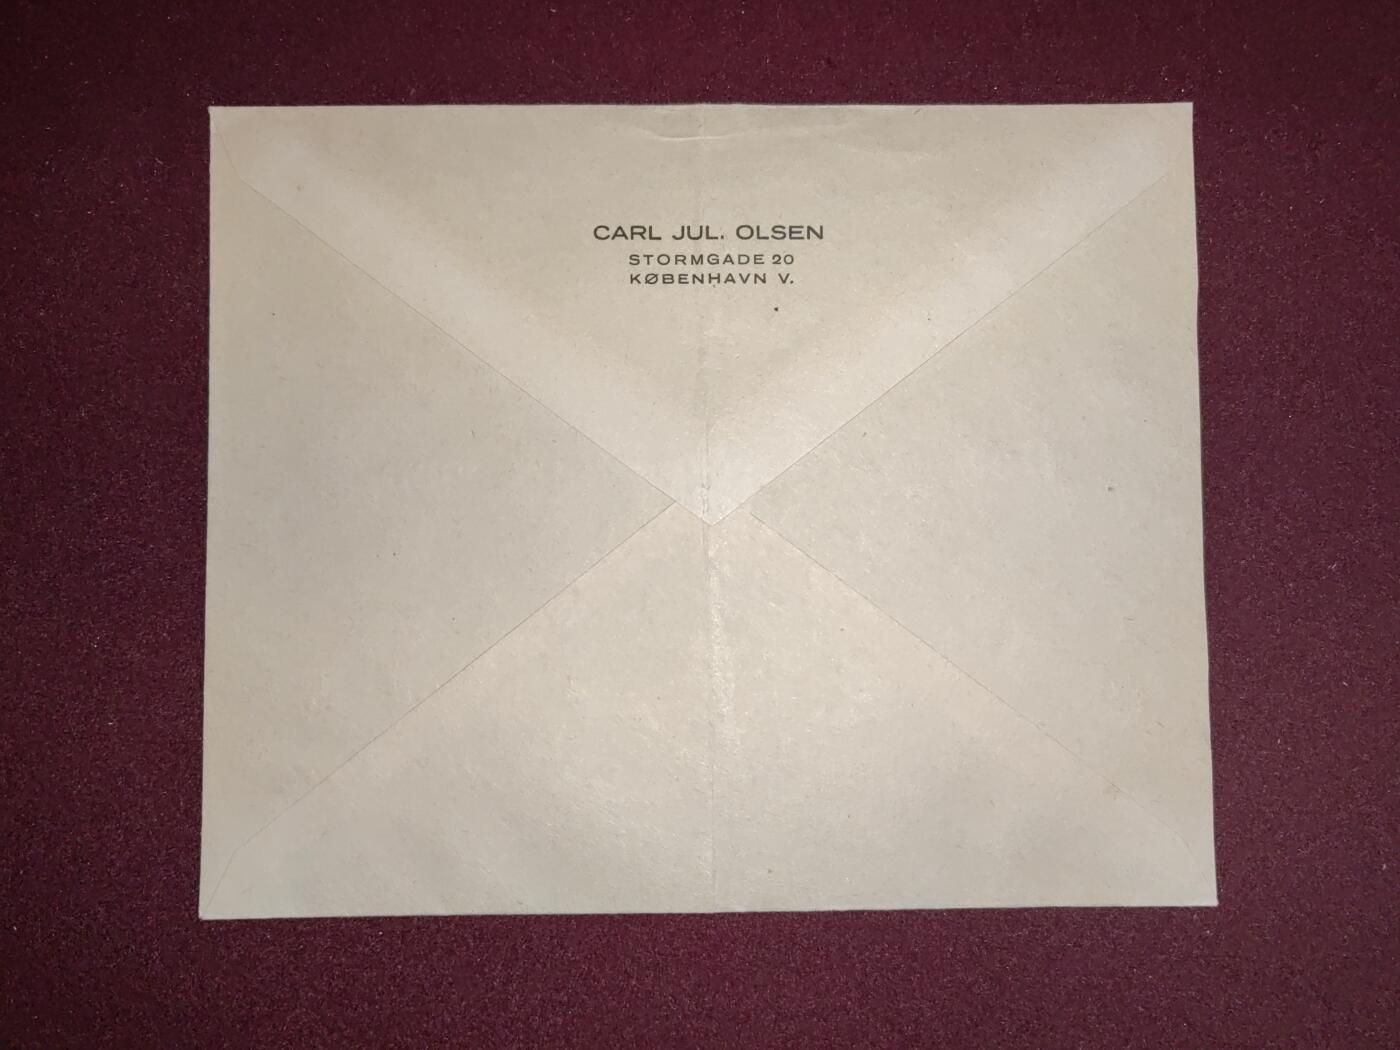 CARL JUL. OLSEN
STORMGADE 20
KØBENHAVN V.